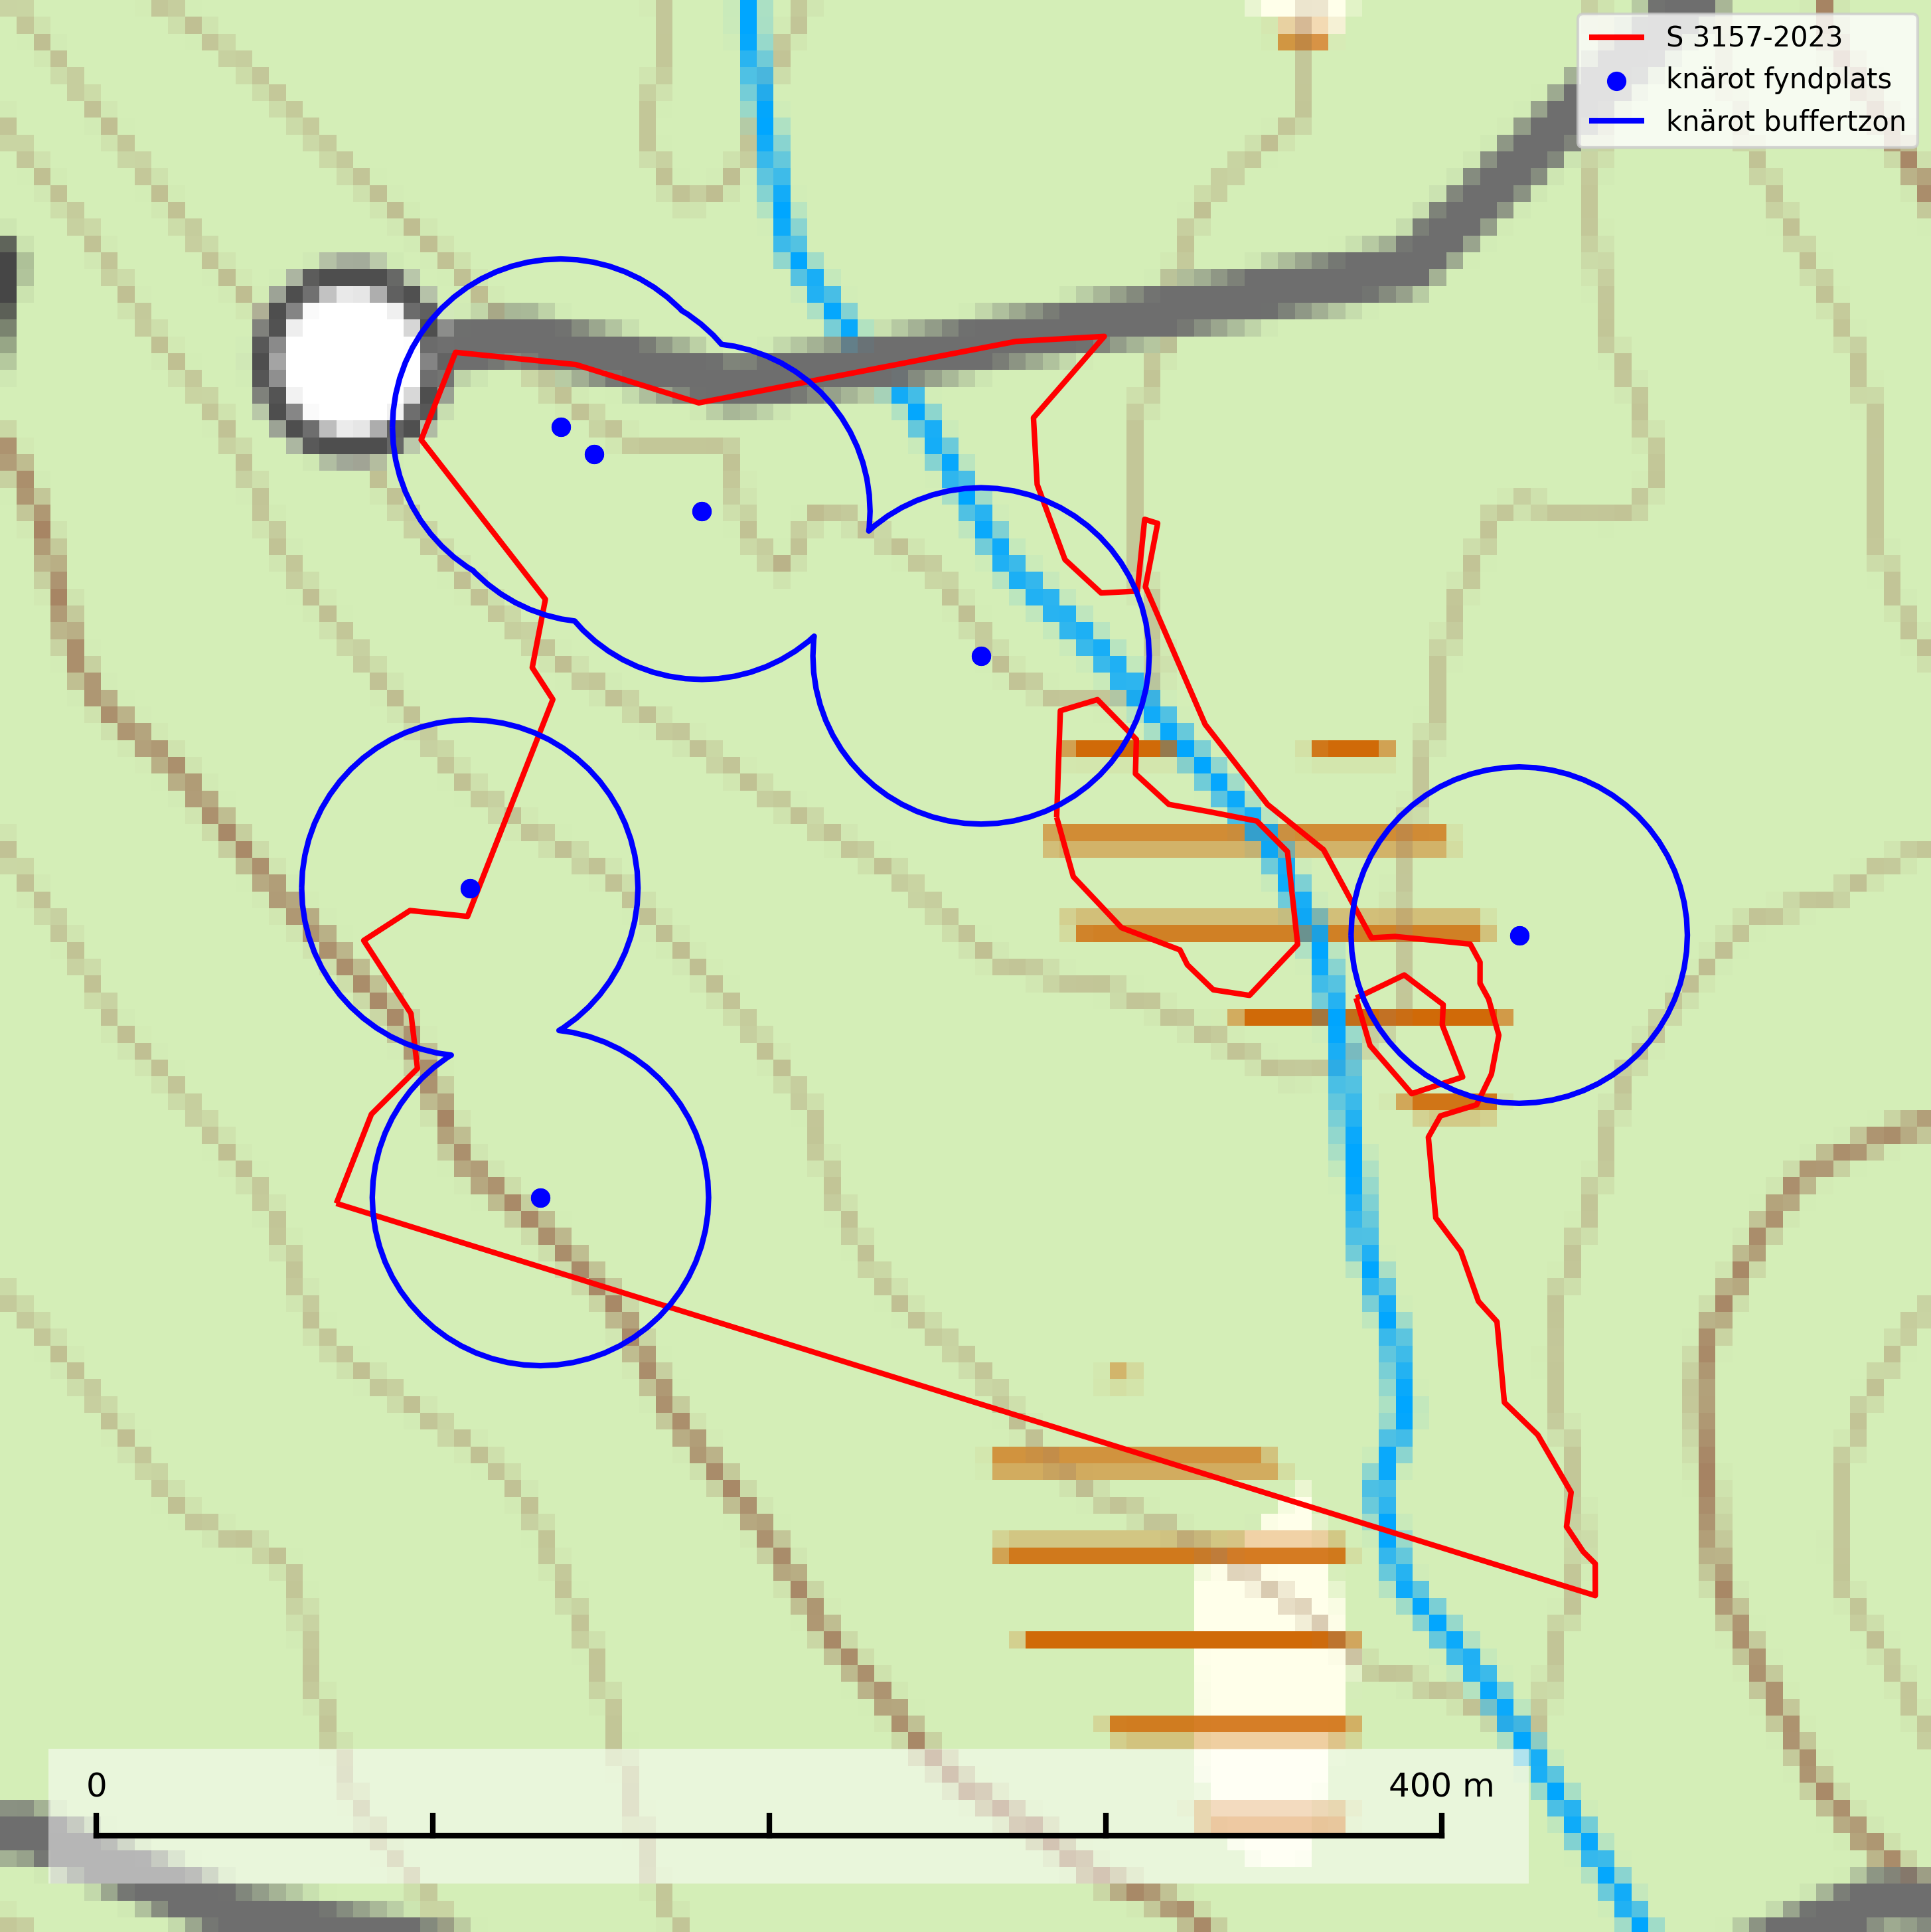 S 3157-2023
knärot fyndplats
knärot buffertzon
0
400 m